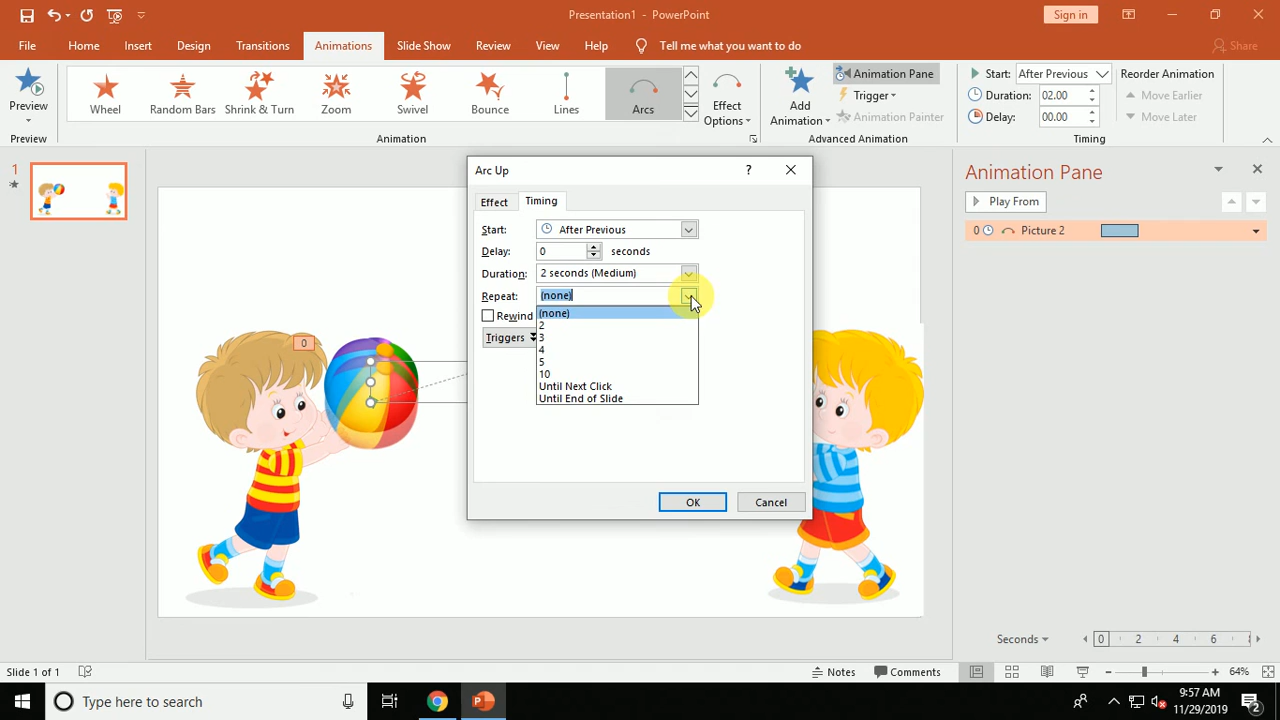 Presentation1 - PowerPoint
Sign in
File Home Insert Design Transitions Animations Slide Show Review View Help Tell me what you want to do Share
Preview
Wheel Random Bars Shrink & Turn Zoom Swivel Bounce Lines Arcs
Effect Options
Add Animation
Animation Pane
Trigger
Animation Painter
Start: After Previous
Duration: 02.00
Delay: 00.00
Reorder Animation
Move Earlier
Move Later
Preview Animation Advanced Animation Timing
1
Arc Up
?
Effect Timing
Start: After Previous
Delay: 0 seconds
Duration: 2 seconds (Medium)
Repeat: (none)
(none)
2
3
4
5
10
Until Next Click
Until End of Slide
Rewind
Triggers
OK Cancel
0
Animation Pane
Play From
0 Picture 2
Seconds 0 2 4 6
Slide 1 of 1
Notes Comments 64%
Type here to search
9:57 AM
11/29/2019
2